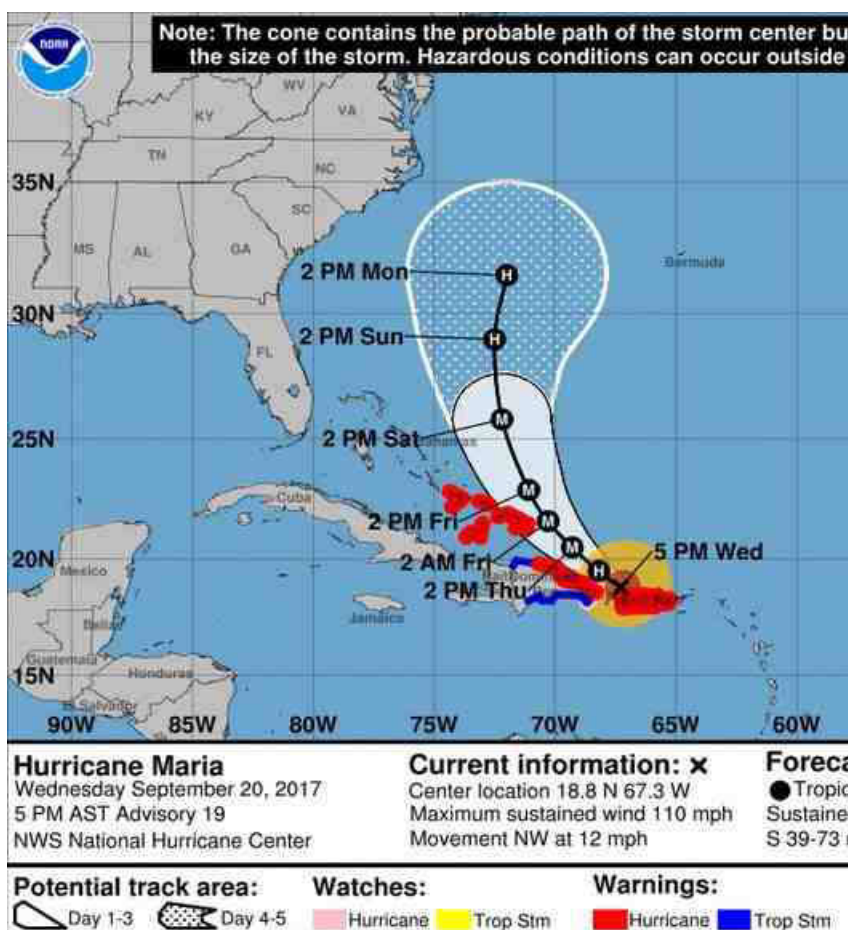 NOAA
Note: The cone contains the probable path of the storm center bu
the size of the storm. Hazardous conditions can occur outside
WV
KY
VA
TN
NC
35N
SC
MS
AL
GA
2 PM Mon
H
Bermuda
30N
2 PM Sun
H
FL
M
25N
2 PM Sat
Bahamas
M
Cuba
2 PM Fri
M
20N
2 AM Fri
M
5 PM Wed
H
Mexico
2 PM Thu
Jamaica
Belize
Guatemala
Honduras
15N
El Salvador
90W
85W
80W
75W
70W
65W
60W
Hurricane Maria
Wednesday September 20, 2017
5 PM AST Advisory 19
NWS National Hurricane Center
Current information: x
Center location 18.8 N 67.3 W
Maximum sustained wind 110 mph
Movement NW at 12 mph
Foreca
Tropic
Sustaine
S 39-73 m
Potential track area:
Day 1-3
Day 4-5
Watches:
Hurricane
Trop Stm
Warnings:
Hurricane
Trop Stm